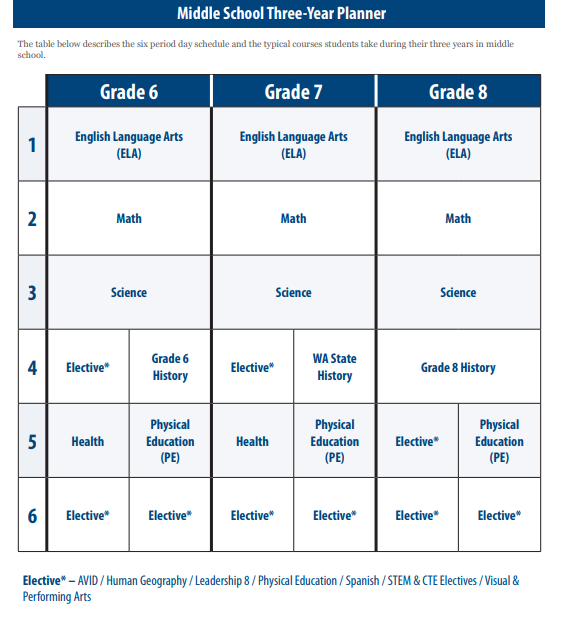 Middle School Three-Year Planner
The table below describes the six period day schedule and the typical courses students take during their three years in middle
school.
Grade 6 Grade 7 Grade 8
1 English Language Arts (ELA) English Language Arts (ELA) English Language Arts (ELA)
2 Math Math Math
3 Science Science Science
4 Elective* Grade 6 History Elective* WA State History Grade 8 History
5 Health Physical Education (PE) Health Physical Education (PE) Elective* Physical Education (PE)
6 Elective* Elective* Elective* Elective* Elective* Elective*
Elective* – AVID / Human Geography / Leadership 8 / Physical Education / Spanish / STEM & CTE Electives / Visual &
Performing Arts